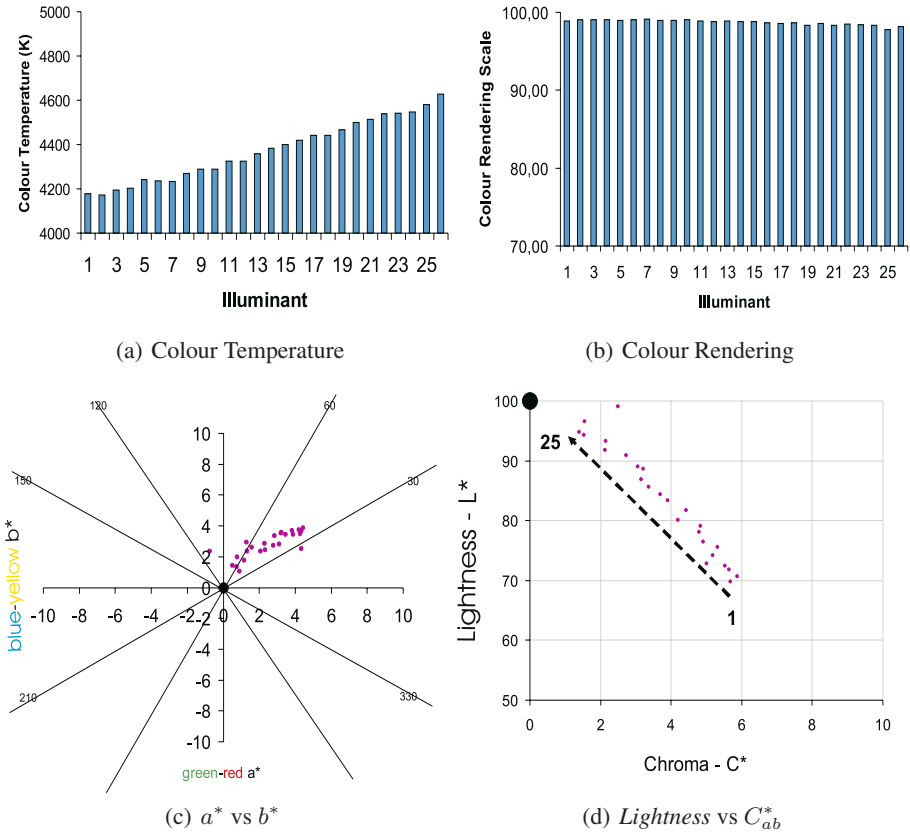 5000
4800
4600
4400
4200
4000
Colour Temperature (K)
1 3 5 7 9 11 13 15 17 19 21 23 25
Illuminant
(a) Colour Temperature
100,00
90,00
80,00
70,00
Colour Rendering Scale
1 3 5 7 9 11 13 15 17 19 21 23 25
Illuminant
(b) Colour Rendering
120
60
150
30
210
330
10
8
6
4
2
0
-2
-4
-6
-8
-10
-10 -8 -6 -4 -2 0 2 4 6 8 10
blue-yellow b*
green-red a*
(c) a* vs b*
100
90
80
70
60
50
Lightness - L*
25
1
0 2 4 6 8 10
Chroma - C*
(d) Lightness vs C*ab